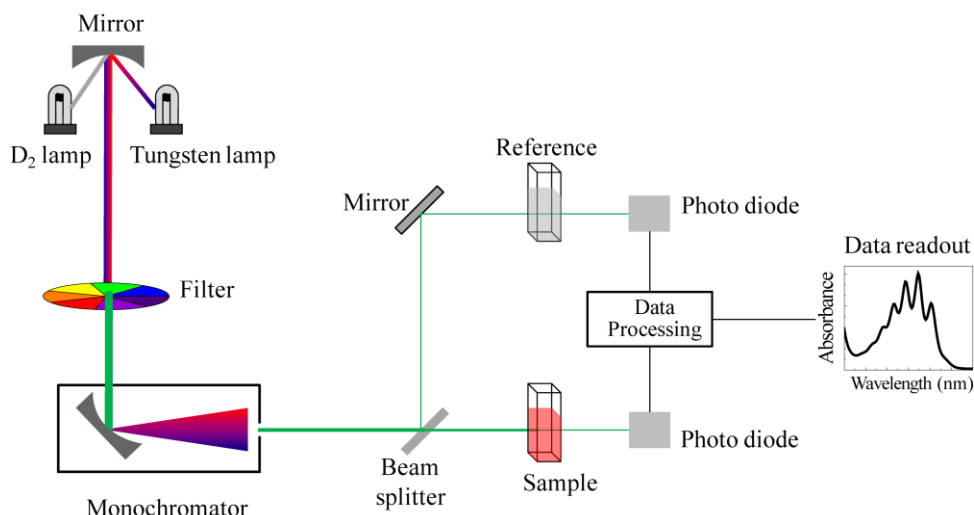 Mirror
D₂ lamp
Tungsten lamp
Filter
Monochromator
Mirror
Beam
splitter
Reference
Sample
Photo diode
Data
Processing
Photo diode
Data readout
Absorbance
Wavelength (nm)